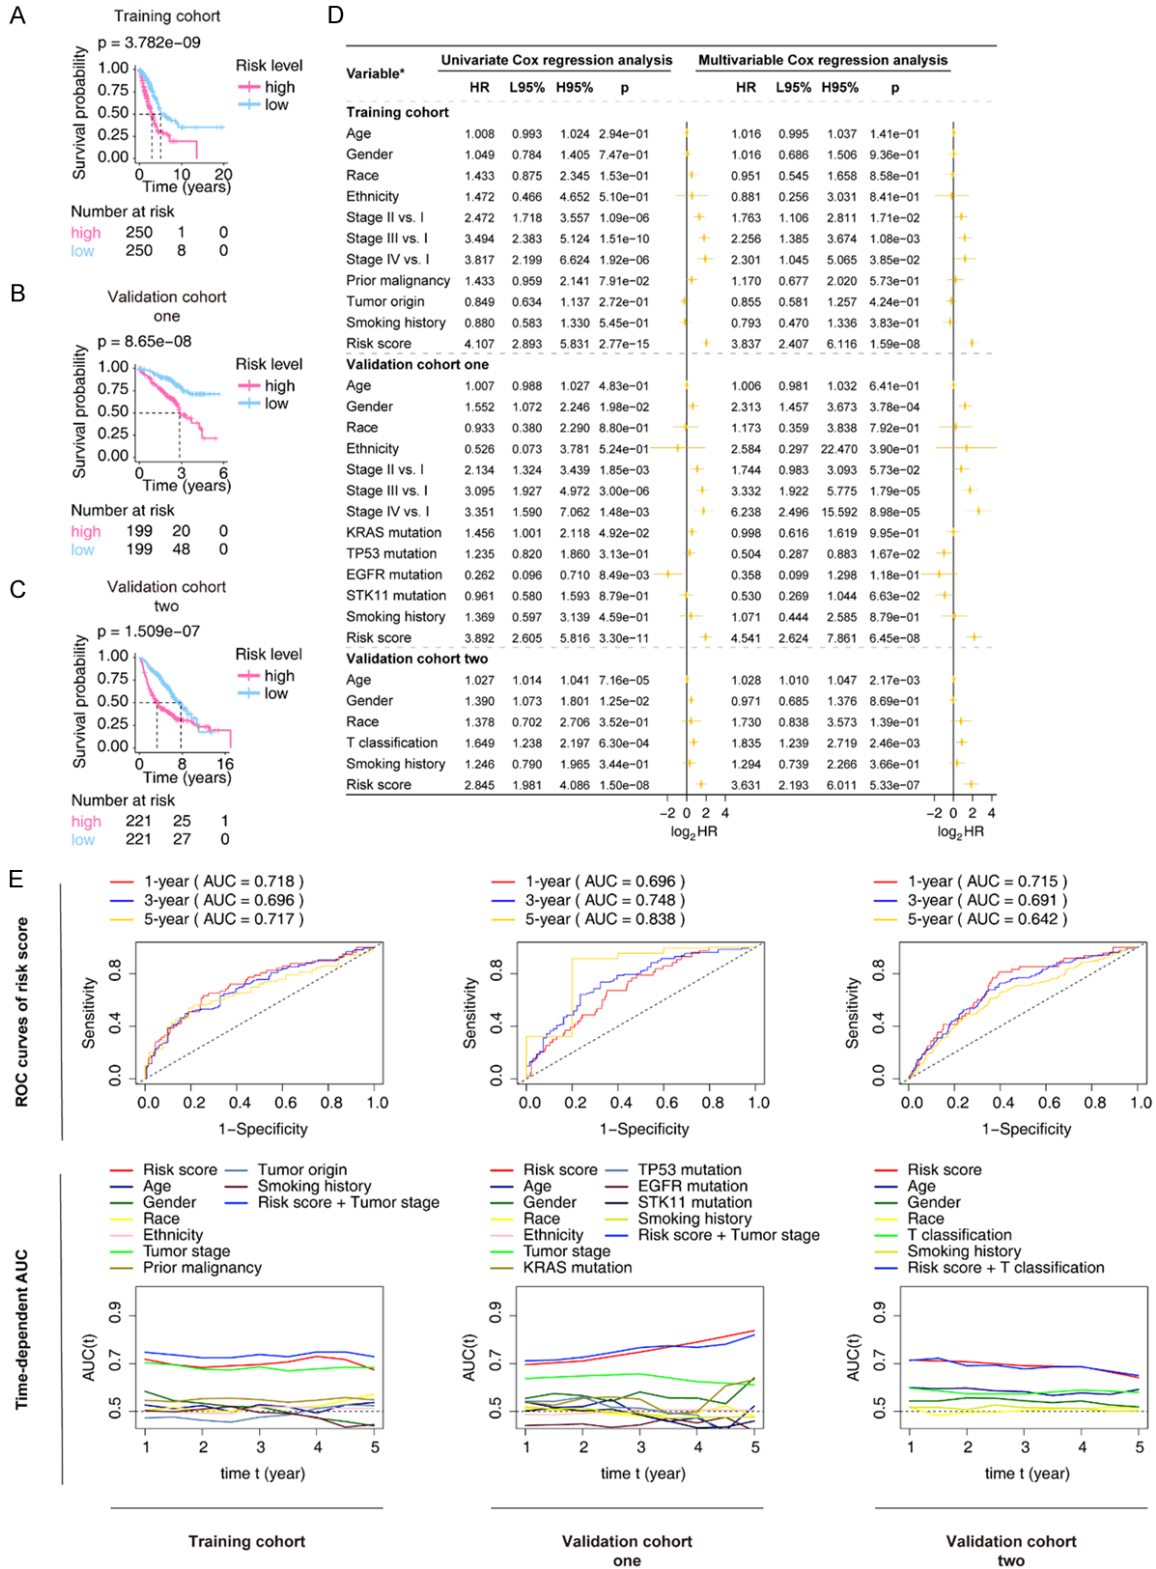 A
Training cohort
p = 3.782e−09
Survival probability
1.00
0.75
0.50
0.25
0.00
0 10 20
Time (years)
Risk level
high
low
Number at risk
high 250 1 0
low 250 8 0
B
Validation cohort
one
p = 8.65e−08
Survival probability
1.00
0.75
0.50
0.25
0.00
0 3 6
Time (years)
Risk level
high
low
Number at risk
high 199 20 0
low 199 48 0
C
Validation cohort
two
p = 1.509e−07
Survival probability
1.00
0.75
0.50
0.25
0.00
0 8 16
Time (years)
Risk level
high
low
Number at risk
high 221 25 1
low 221 27 0
D
Variable* Univariate Cox regression analysis Multivariable Cox regression analysis
HR L95% H95% p HR L95% H95% p
Training cohort
Age 1.008 0.993 1.024 2.94e−01 1.016 0.995 1.037 1.41e−01
Gender 1.049 0.784 1.405 7.47e−01 1.016 0.686 1.506 9.36e−01
Race 1.433 0.875 2.345 1.53e−01 0.951 0.545 1.658 8.58e−01
Ethnicity 1.472 0.466 4.652 5.10e−01 0.881 0.256 3.031 8.41e−01
Stage II vs. I 2.472 1.718 3.557 1.09e−06 1.763 1.106 2.811 1.71e−02
Stage III vs. I 3.494 2.383 5.124 1.51e−10 2.256 1.385 3.674 1.08e−03
Stage IV vs. I 3.817 2.199 6.624 1.92e−06 2.301 1.045 5.065 3.85e−02
Prior malignancy 1.433 0.959 2.141 7.91e−02 1.170 0.677 2.020 5.73e−01
Tumor origin 0.849 0.634 1.137 2.72e−01 0.855 0.581 1.257 4.24e−01
Smoking history 0.880 0.583 1.330 5.45e−01 0.793 0.470 1.336 3.83e−01
Risk score 4.107 2.893 5.831 2.77e−15 3.837 2.407 6.116 1.59e−08
Validation cohort one
Age 1.007 0.988 1.027 4.83e−01 1.006 0.981 1.032 6.41e−01
Gender 1.552 1.072 2.246 1.98e−02 2.313 1.457 3.673 3.78e−04
Race 0.933 0.380 2.290 8.80e−01 1.173 0.359 3.838 7.92e−01
Ethnicity 0.526 0.073 3.781 5.24e−01 2.584 0.297 22.470 3.90e−01
Stage II vs. I 2.134 1.324 3.439 1.85e−03 1.744 0.983 3.093 5.73e−02
Stage III vs. I 3.095 1.927 4.972 3.00e−06 3.332 1.922 5.775 1.79e−05
Stage IV vs. I 3.351 1.590 7.062 1.48e−03 6.238 2.496 15.592 8.98e−05
KRAS mutation 1.456 1.001 2.118 4.92e−02 0.998 0.616 1.619 9.95e−01
TP53 mutation 1.235 0.820 1.860 3.13e−01 0.504 0.287 0.883 1.67e−02
EGFR mutation 0.262 0.096 0.710 8.49e−03 0.358 0.099 1.298 1.18e−01
STK11 mutation 0.961 0.580 1.593 8.79e−01 0.530 0.269 1.044 6.63e−02
Smoking history 1.369 0.597 3.139 4.59e−01 1.071 0.444 2.585 8.79e−01
Risk score 3.892 2.605 5.816 3.30e−11 4.541 2.624 7.861 6.45e−08
Validation cohort two
Age 1.027 1.014 1.041 7.16e−05 1.028 1.010 1.047 2.17e−03
Gender 1.390 1.073 1.801 1.25e−02 0.971 0.685 1.376 8.69e−01
Race 1.378 0.702 2.706 3.52e−01 1.730 0.838 3.573 1.39e−01
T classification 1.649 1.238 2.197 6.30e−04 1.835 1.239 2.719 2.46e−03
Smoking history 1.246 0.790 1.965 3.44e−01 1.294 0.739 2.266 3.66e−01
Risk score 2.845 1.981 4.086 1.50e−08 3.631 2.193 6.011 5.33e−07
−2 0 2 4 −2 0 2 4
log2HR log2HR
E
ROC curves of risk score
1-year ( AUC = 0.718 )
3-year ( AUC = 0.696 )
5-year ( AUC = 0.717 )
Sensitivity
0.8
0.4
0.0
0.0 0.2 0.4 0.6 0.8 1.0
1−Specificity
1-year ( AUC = 0.696 )
3-year ( AUC = 0.748 )
5-year ( AUC = 0.838 )
Sensitivity
0.8
0.4
0.0
0.0 0.2 0.4 0.6 0.8 1.0
1−Specificity
1-year ( AUC = 0.715 )
3-year ( AUC = 0.691 )
5-year ( AUC = 0.642 )
Sensitivity
0.8
0.4
0.0
0.0 0.2 0.4 0.6 0.8 1.0
1−Specificity
Time-dependent AUC
Risk score Tumor origin
Age Smoking history
Gender Risk score + Tumor stage
Race
Ethnicity
Tumor stage
Prior malignancy
AUC(t)
0.9
0.7
0.5
1 2 3 4 5
time t (year)
Risk score TP53 mutation
Age EGFR mutation
Gender STK11 mutation
Race Smoking history
Ethnicity Risk score + Tumor stage
Tumor stage
KRAS mutation
AUC(t)
0.9
0.7
0.5
1 2 3 4 5
time t (year)
Risk score
Age
Gender
Race
T classification
Smoking history
Risk score + T classification
AUC(t)
0.9
0.7
0.5
1 2 3 4 5
time t (year)
Training cohort
Validation cohort
one
Validation cohort
two